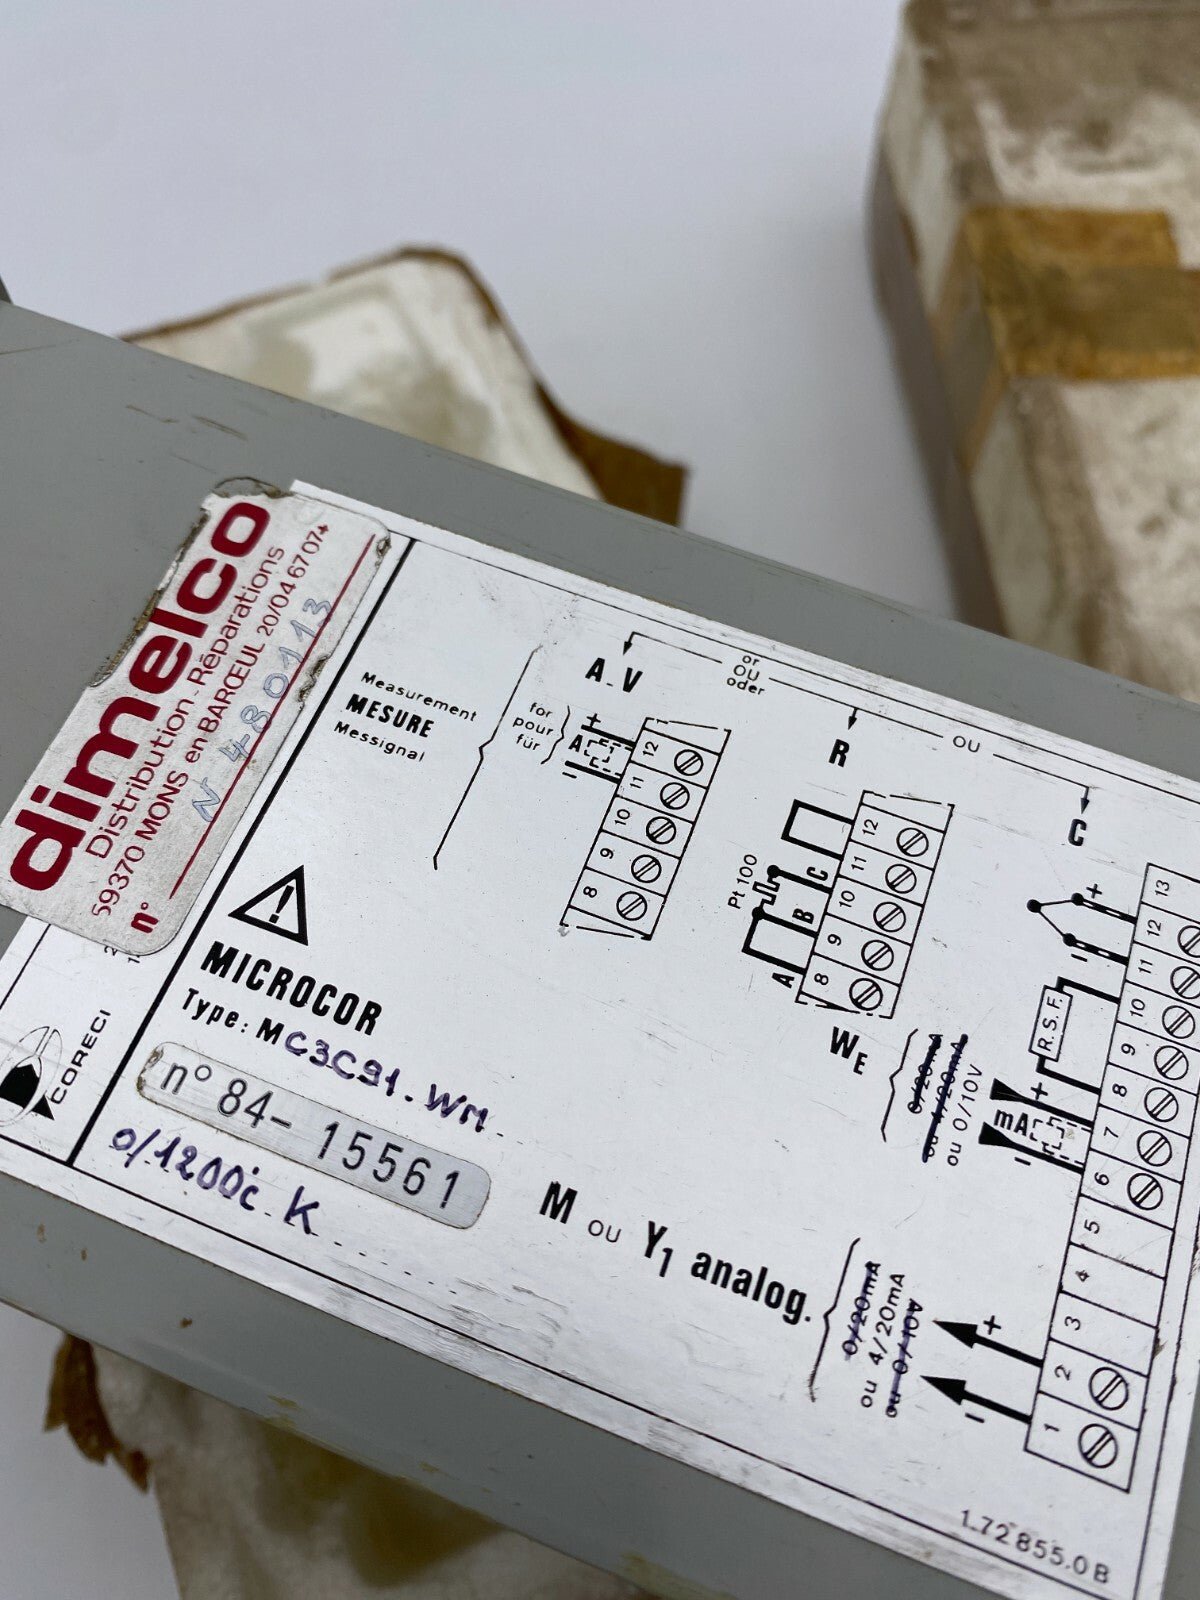 dimelco
Distribution - Réparations
59370 MONS en BARŒUL 20/04 67 07+
n° Nr 480113
CORECI
MICROCOR
Type: MC3C91-WM
n° 84-15561
0/1200°C. K
Measurement
MESURE
Messignal
for
pour
für
A_V
+
A
-
12
11
10
9
8
or
OU
oder
R
Pt 100
A
B
C
12
11
10
9
8
OU
C
+
-
R.S.F.
WE
0/20mA
ou 4/20mA
ou 0/10V
+
mA
-
M OU Y1 analog.
0/20mA
ou 4/20mA
ou 0/10V
+
-
13
12
11
10
9
8
7
6
5
4
3
2
1
1.72 855.0B